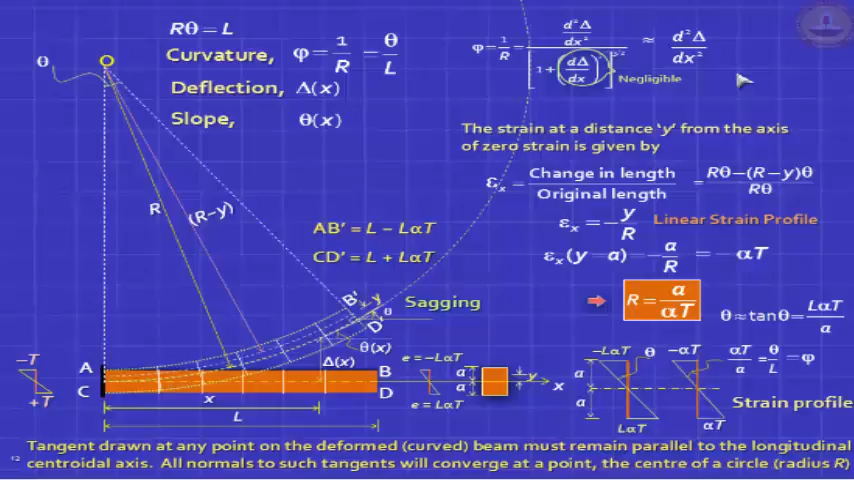 Rθ = L
Curvature, φ = 1/R = θ/L
Deflection, Δ(x)
Slope, θ(x)
φ = 1/R = (d²Δ/dx²) / [1 + (dΔ/dx)²]^3/2 ≈ d²Δ/dx²
Negligible
The strain at a distance 'y' from the axis
of zero strain is given by
εx = Change in length / Original length = (Rθ−(R−y)θ) / Rθ
εx = −y/R Linear Strain Profile
εx(y=a) = −a/R = −αT
R = a/αT
θ ≈ tanθ = LαT/a
θ
O
R
(R−y)
AB' = L − LαT
CD' = L + LαT
Sagging
B'
y
D'
θ
θ(x)
Δ(x)
−T
+T
A
C
B
D
x
L
e = −LαT
e = LαT
a
a
y
x
−LαT θ −αT
αT/a = θ/L = φ
a
a
LαT αT
Strain profile
Tangent drawn at any point on the deformed (curved) beam must remain parallel to the longitudinal
12 centroidal axis. All normals to such tangents will converge at a point, the centre of a circle (radius R)